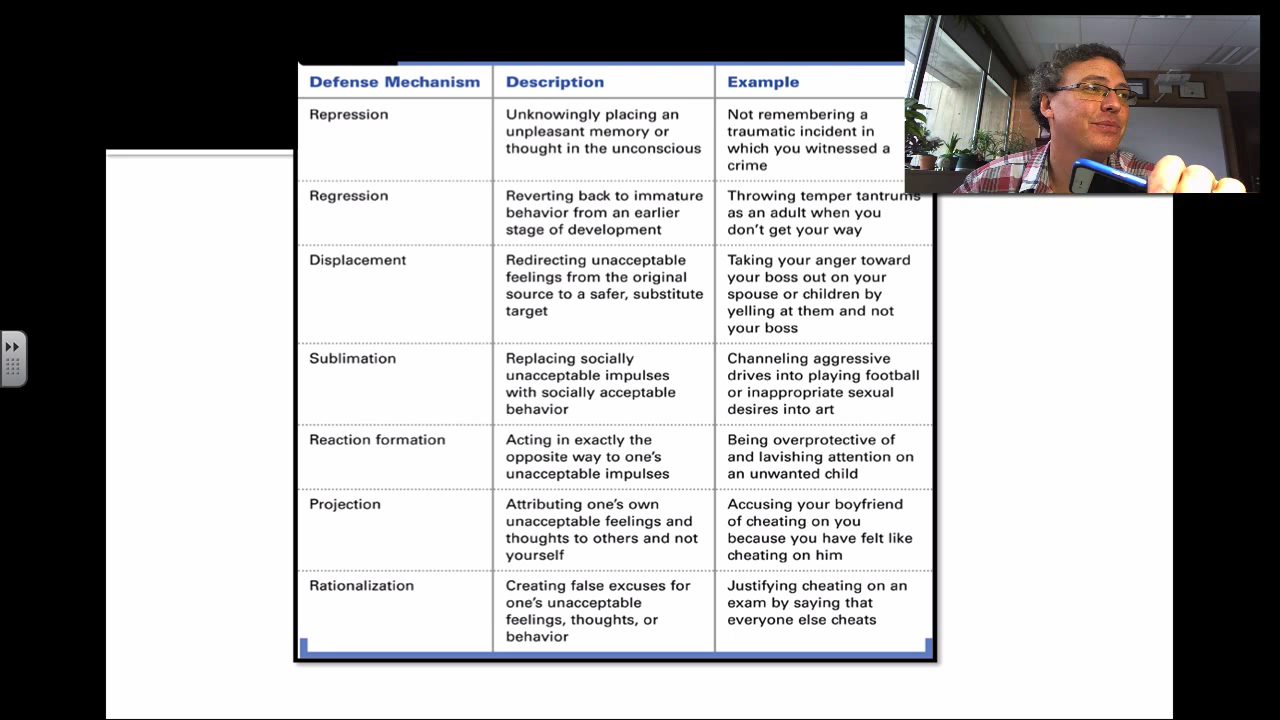 Defense Mechanism Description Example
Repression
Unknowingly placing an
unpleasant memory or
thought in the unconscious
Not remembering a
traumatic incident in
which you witnessed a
crime
Regression
Reverting back to immature
behavior from an earlier
stage of development
Throwing temper tantrums
as an adult when you
don't get your way
Displacement
Redirecting unacceptable
feelings from the original
source to a safer, substitute
target
Taking your anger toward
your boss out on your
spouse or children by
yelling at them and not
your boss
Sublimation
Replacing socially
unacceptable impulses
with socially acceptable
behavior
Channeling aggressive
drives into playing football
or inappropriate sexual
desires into art
Reaction formation
Acting in exactly the
opposite way to one's
unacceptable impulses
Being overprotective of
and lavishing attention on
an unwanted child
Projection
Attributing one's own
unacceptable feelings and
thoughts to others and not
yourself
Accusing your boyfriend
of cheating on you
because you have felt like
cheating on him
Rationalization
Creating false excuses for
one's unacceptable
feelings, thoughts, or
behavior
Justifying cheating on an
exam by saying that
everyone else cheats